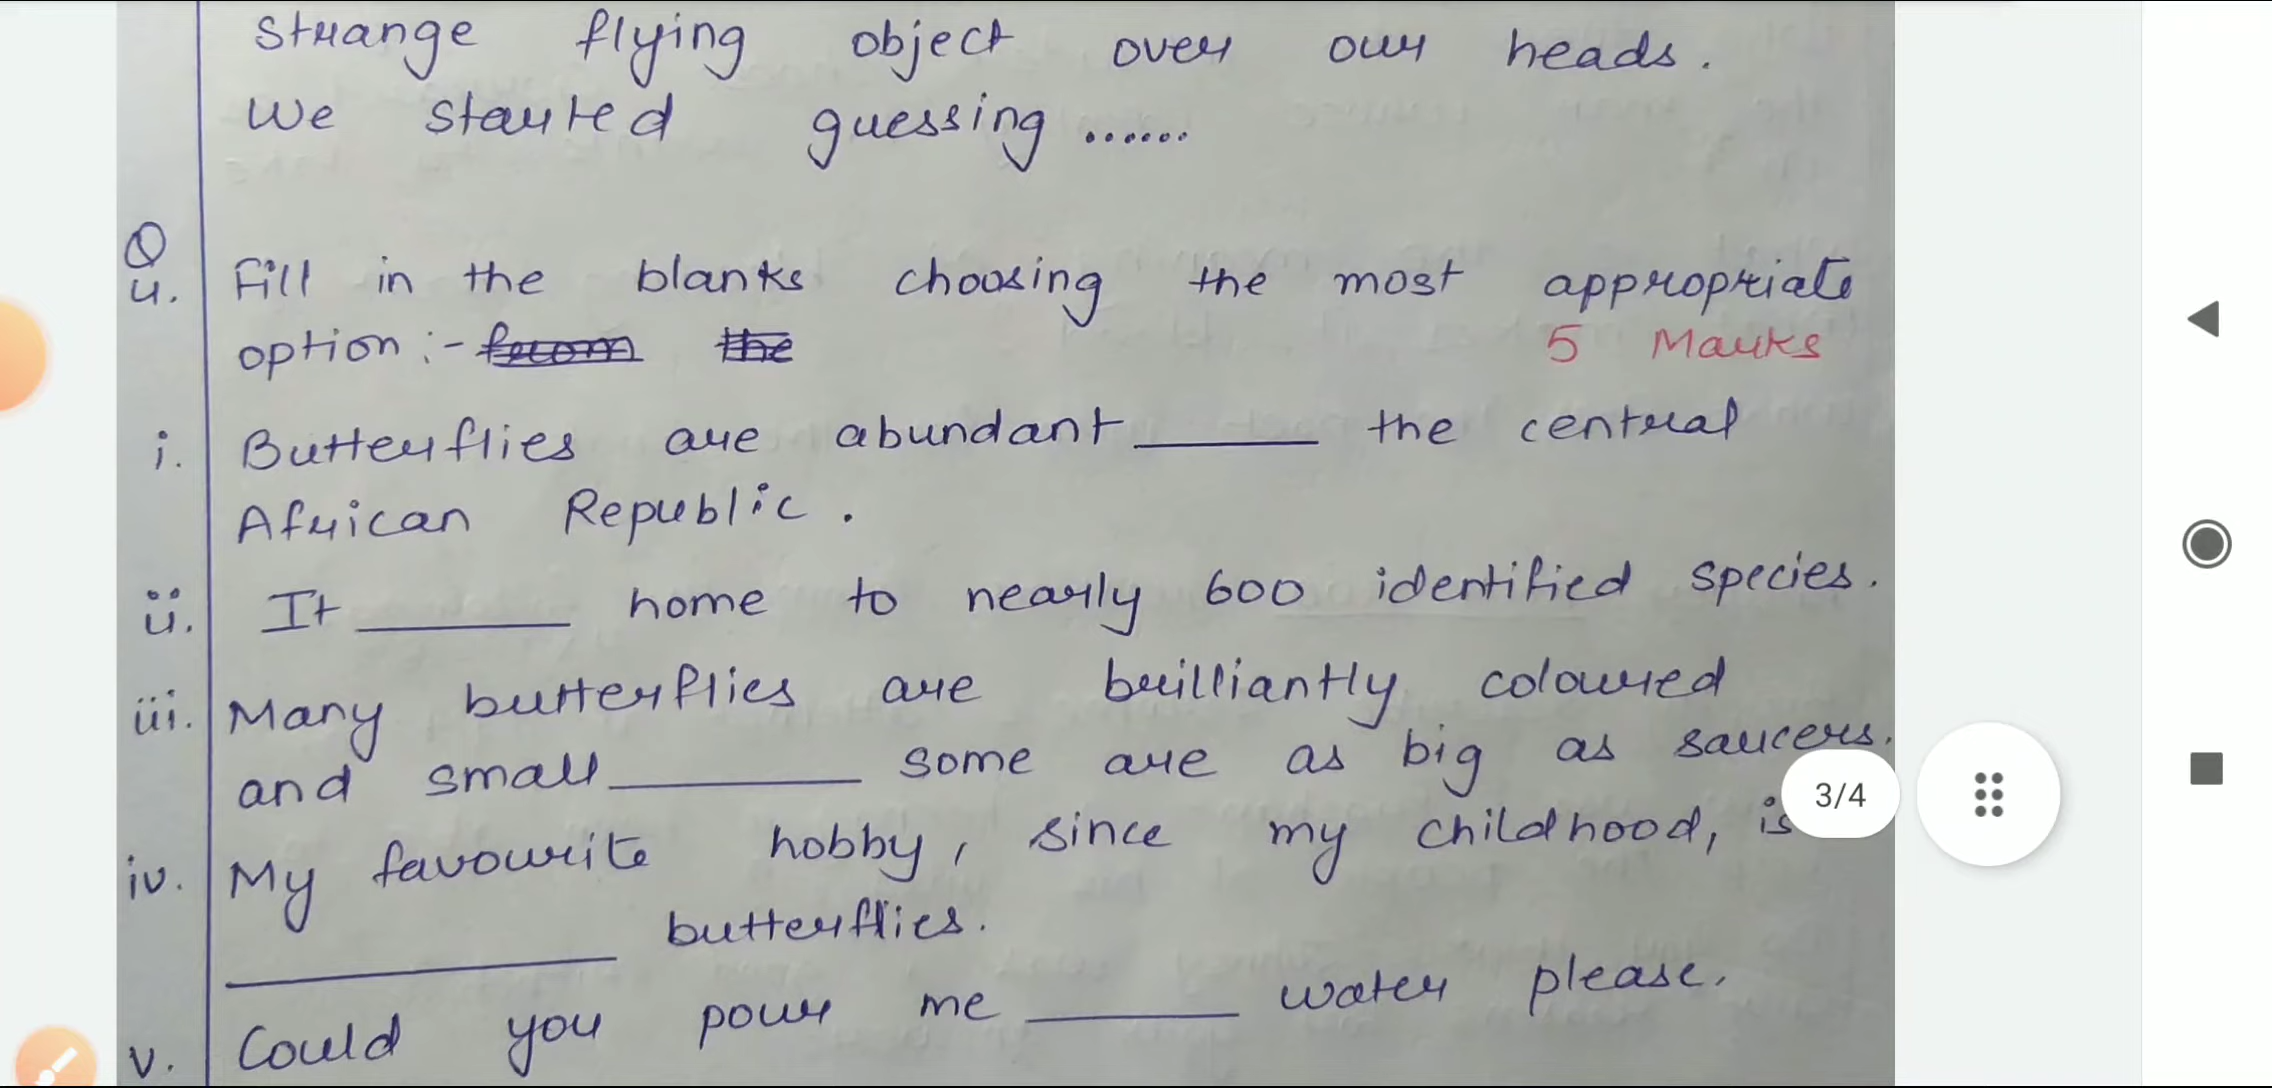 strange flying object over our heads.
We started guessing ......
Q
4. Fill in the blanks choosing the most appropriate
option :- from the
5 Marks
i. Butterflies are abundant ______ the central
African Republic.
ii. It ______ home to nearly 600 identified species.
iii. Many butterflies are brilliantly coloured
and small ______ some are as big as saucers.
iv. My favourite hobby, since my childhood, is
______ butterflies.
v. Could you pour me ______ water please.
3/4